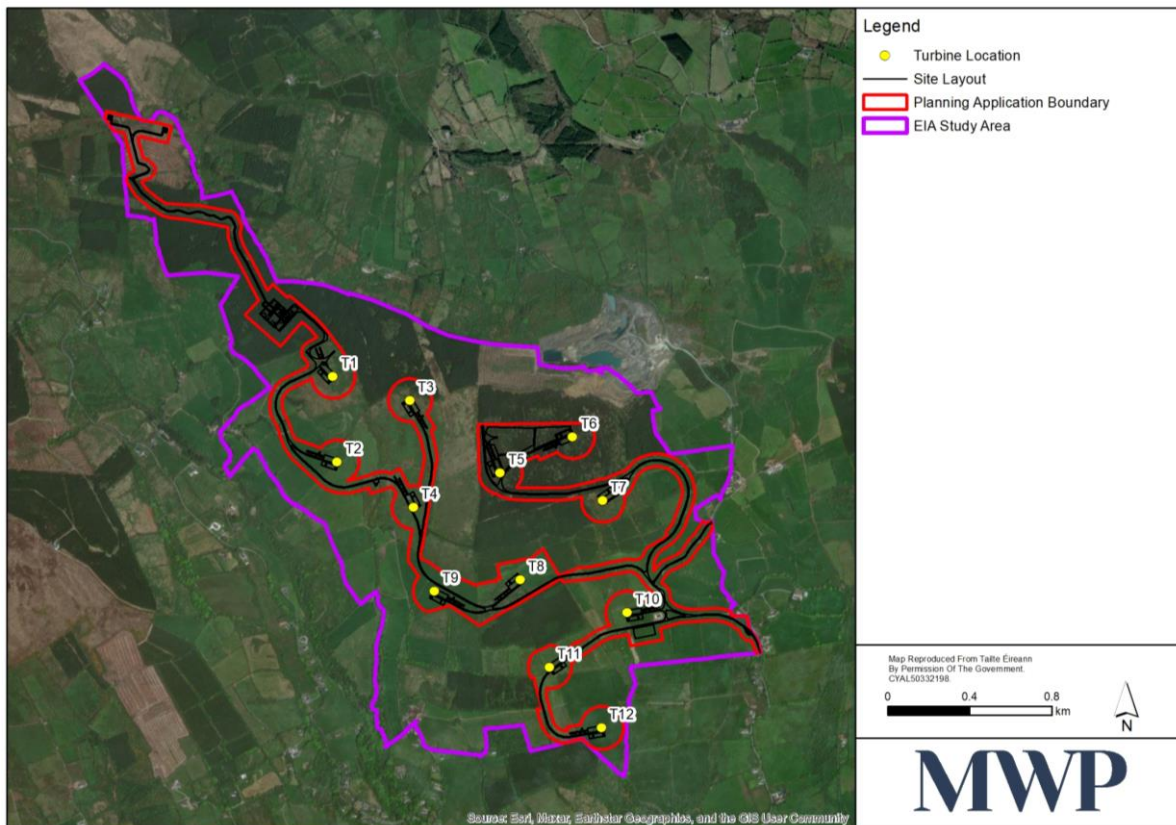 Legend
Turbine Location
Site Layout
Planning Application Boundary
EIA Study Area
T1
T3
T6
T2
T5
T4
T7
T8
T9
T10
T11
T12
Map Reproduced From Tailte Éireann
By Permission Of The Government.
CYAL50332198.
0 0.4 0.8
km
N
MWP
Source: Esri, Maxar, Earthstar Geographics, and the GIS User Community